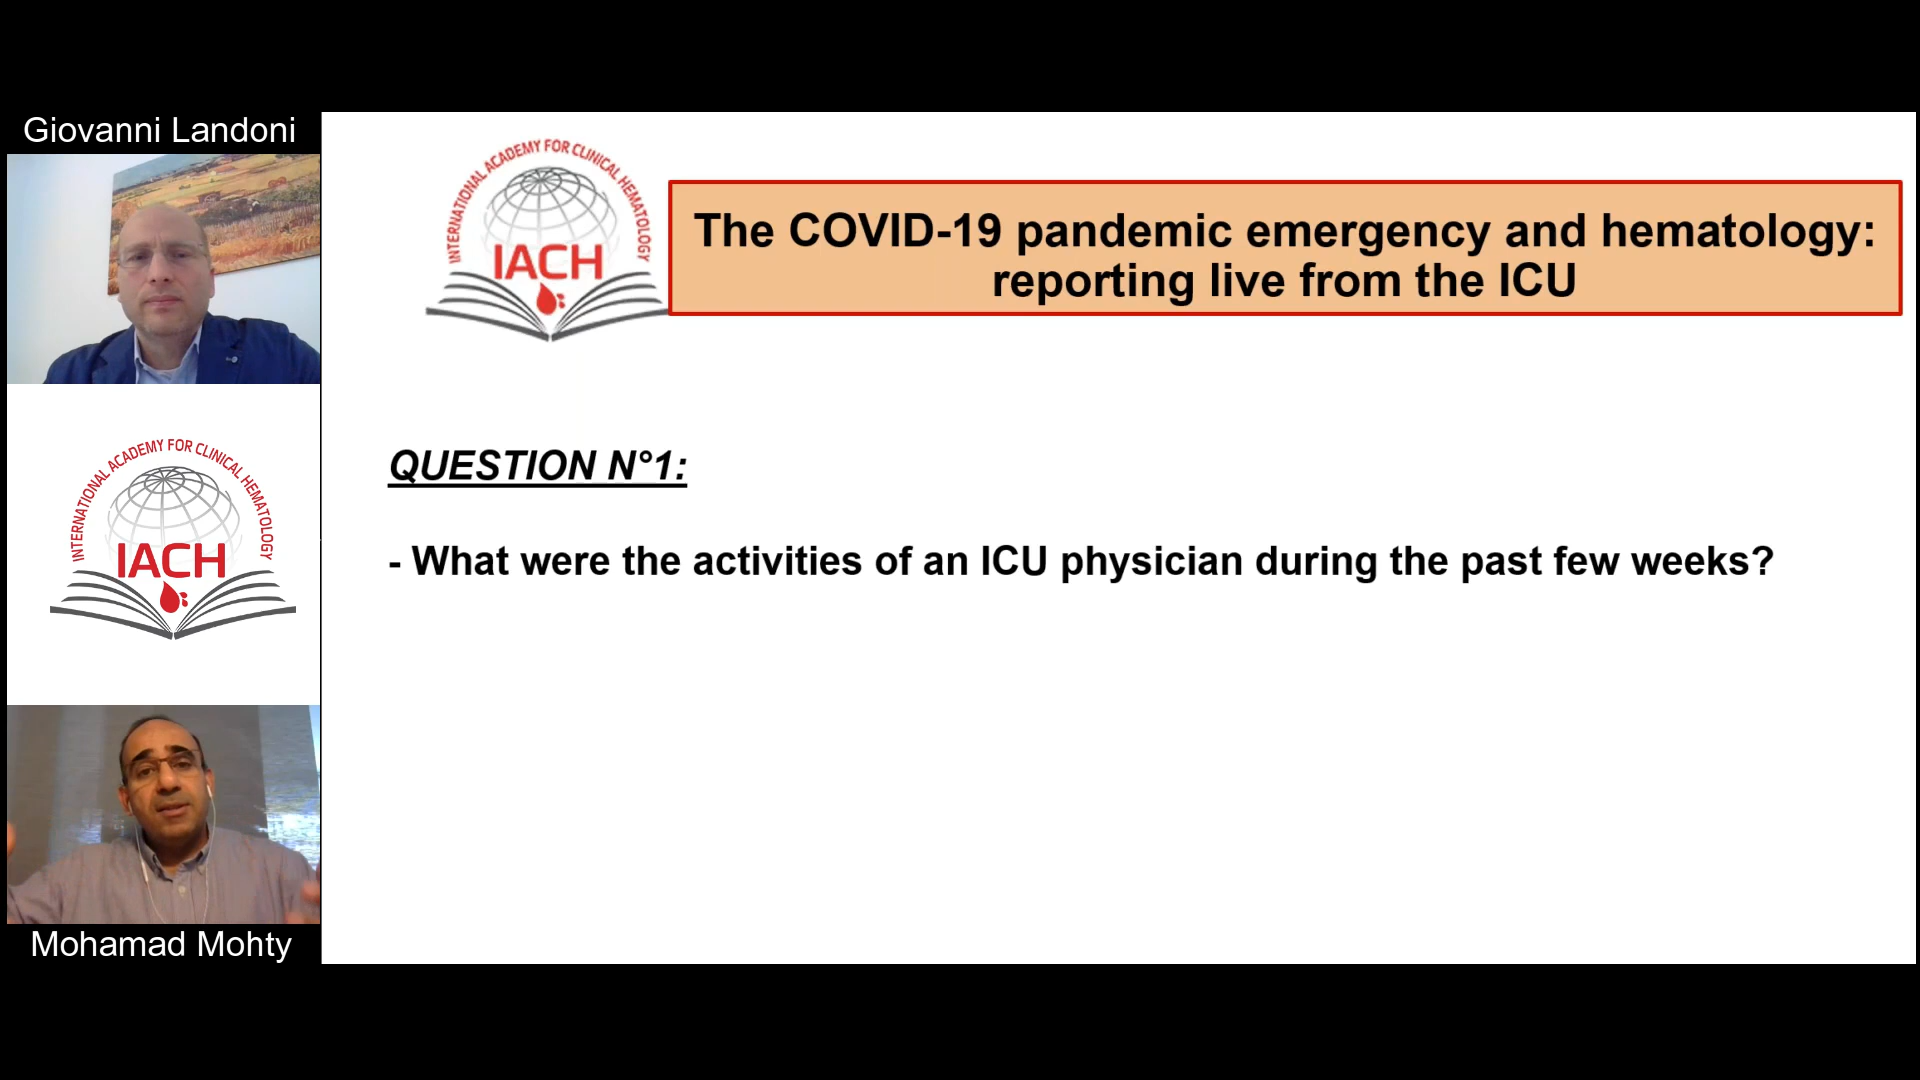 Giovanni Landoni
INTERNATIONAL ACADEMY FOR CLINICAL HEMATOLOGY
IACH
The COVID-19 pandemic emergency and hematology:
reporting live from the ICU
INTERNATIONAL ACADEMY FOR CLINICAL HEMATOLOGY
IACH
QUESTION N°1:
- What were the activities of an ICU physician during the past few weeks?
Mohamad Mohty